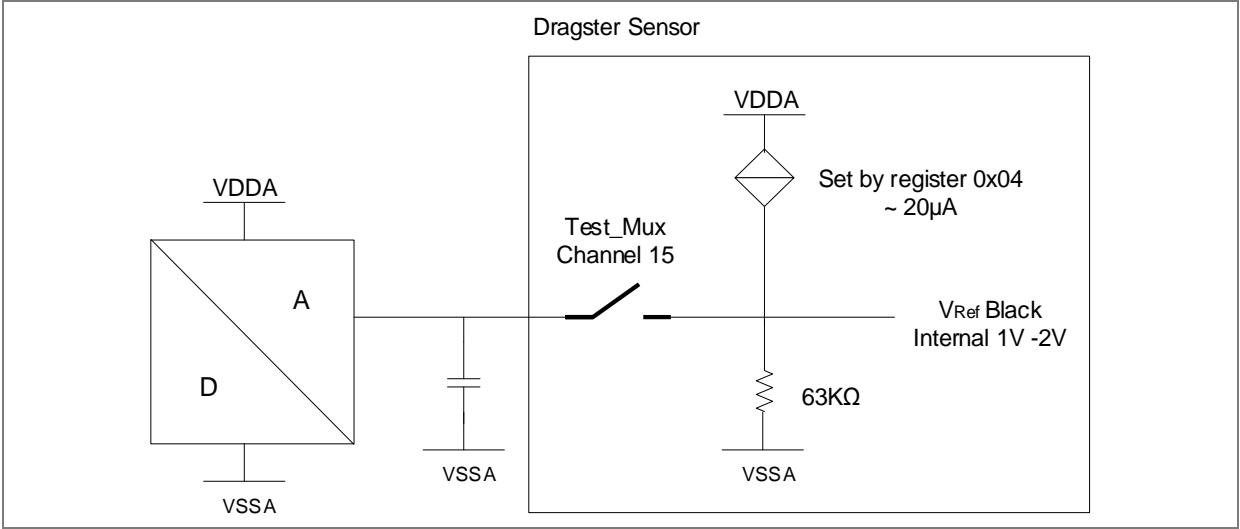 Dragster Sensor
VDDA
Set by register 0x04
~ 20µA
VDDA
Test_Mux
Channel 15
A
VRef Black
Internal 1V -2V
D
63KΩ
VSSA
VSSA
VSSA